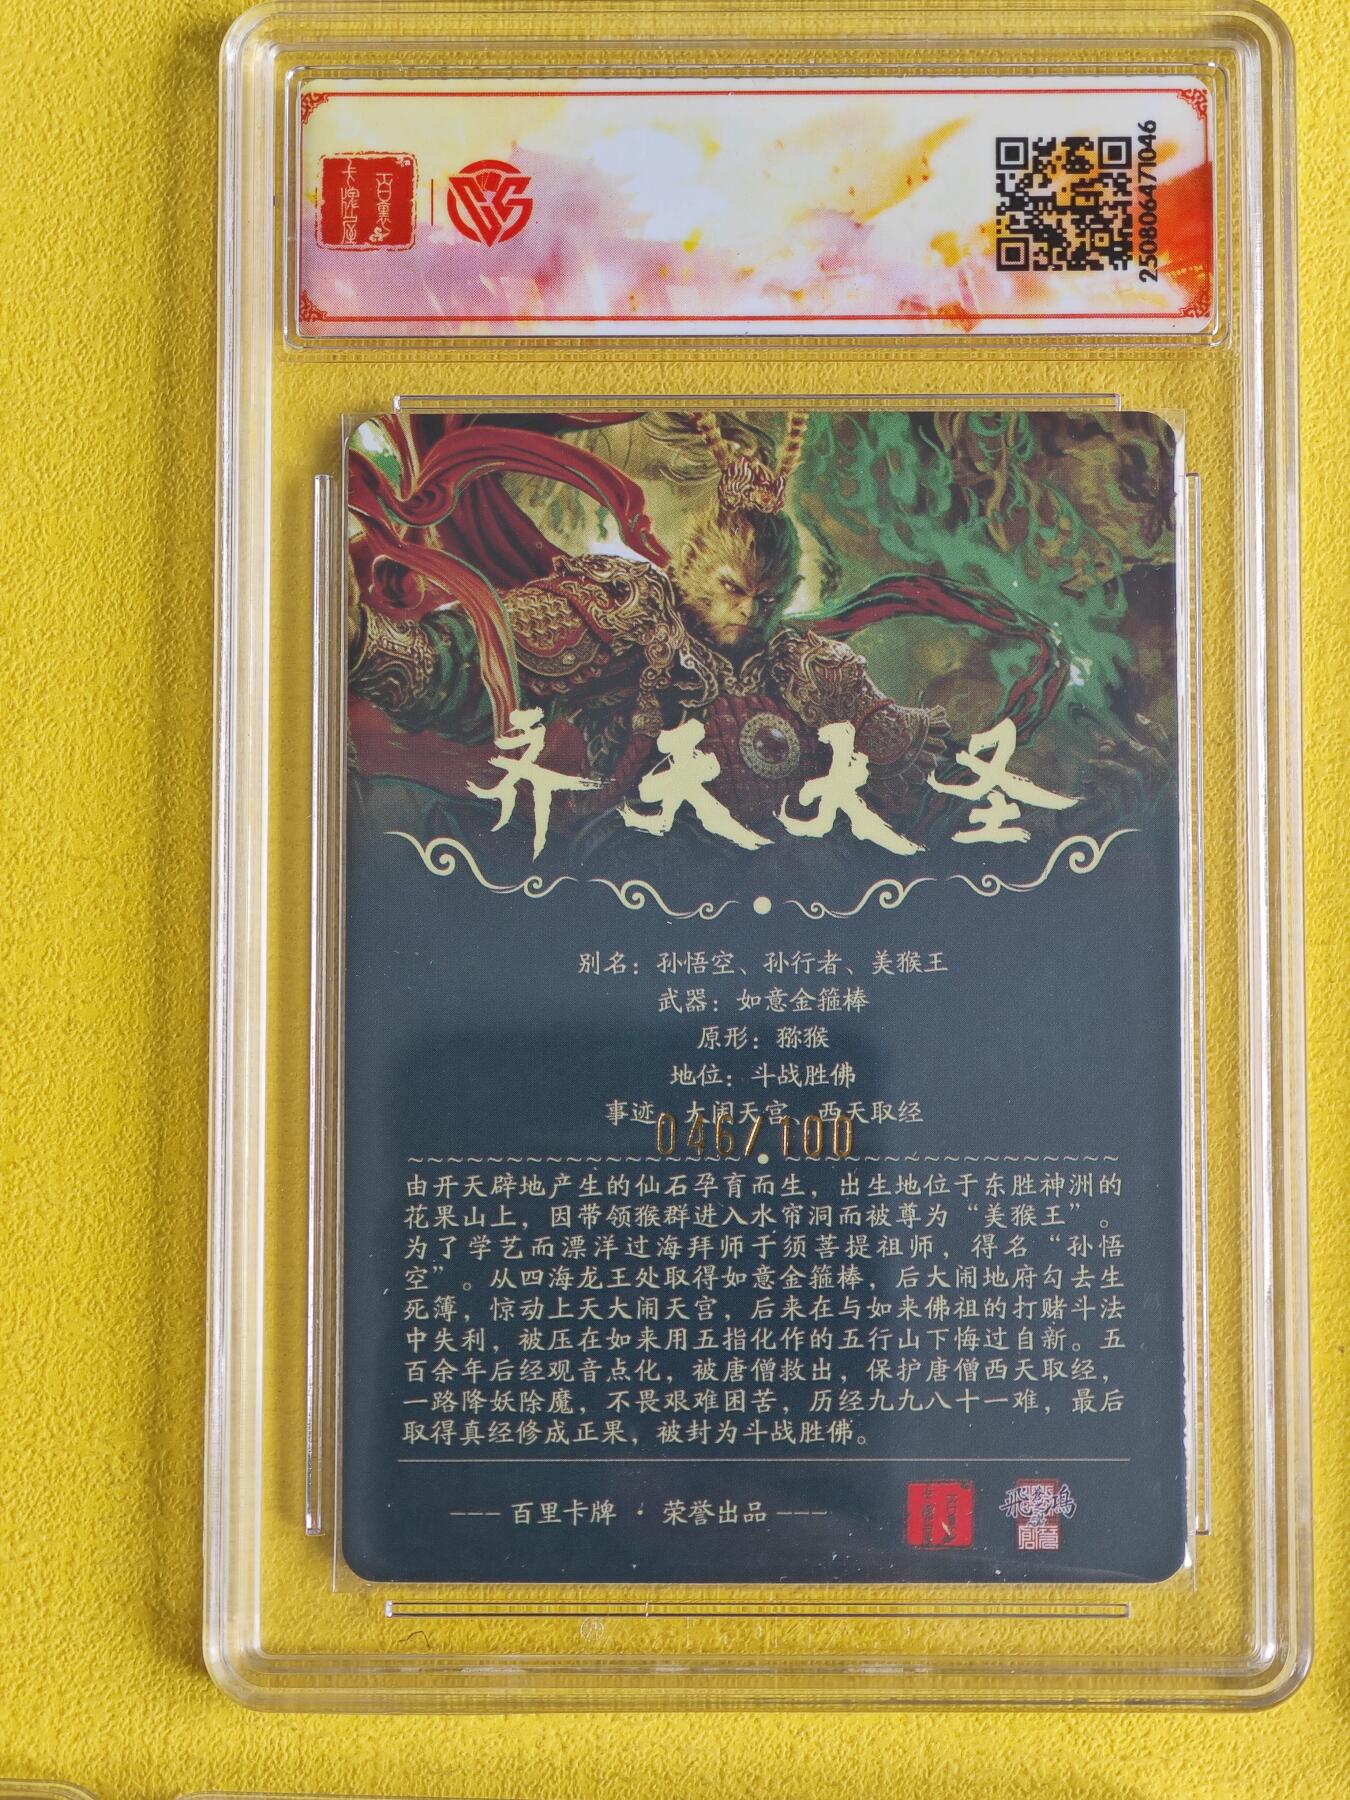 百里
卡牌屋
250806471046
齐天大圣
别名：孙悟空、孙行者、美猴王
武器：如意金箍棒
原形：猕猴
地位：斗战胜佛
事迹：大闹天宫、西天取经
046/100
由开天辟地产生的仙石孕育而生，出生地位于东胜神洲的
花果山上，因带领猴群进入水帘洞而被尊为“美猴王”。
为了学艺而漂洋过海拜师于须菩提祖师，得名“孙悟
空”。从四海龙王处取得如意金箍棒，后大闹地府勾去生
死簿，惊动上天大闹天宫，后来在与如来佛祖的打赌斗法
中失利，被压在如来用五指化作的五行山下悔过自新。五
百余年后经观音点化，被唐僧救出，保护唐僧西天取经，
一路降妖除魔，不畏艰难困苦，历经九九八十一难，最后
取得真经修成正果，被封为斗战胜佛。
---百里卡牌 · 荣誉出品---